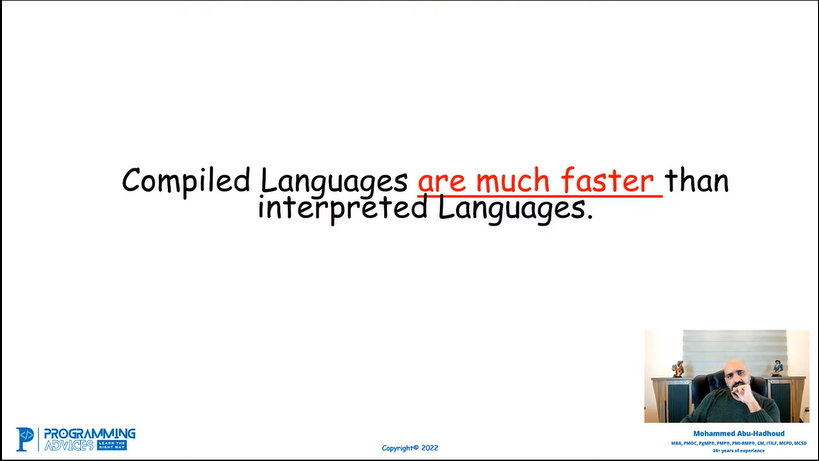 Compiled Languages are much faster than
interpreted Languages.
PROGRAMMING
ADVICES LEARN THE
RIGHT WAY
Copyright© 2022
Mohammed Abu-Hadhoud
MBA, PMOC, PgMP®, PMP®, PMI-RMP®, CM, ITILF, MCPD, MCSD
26+ years of experience